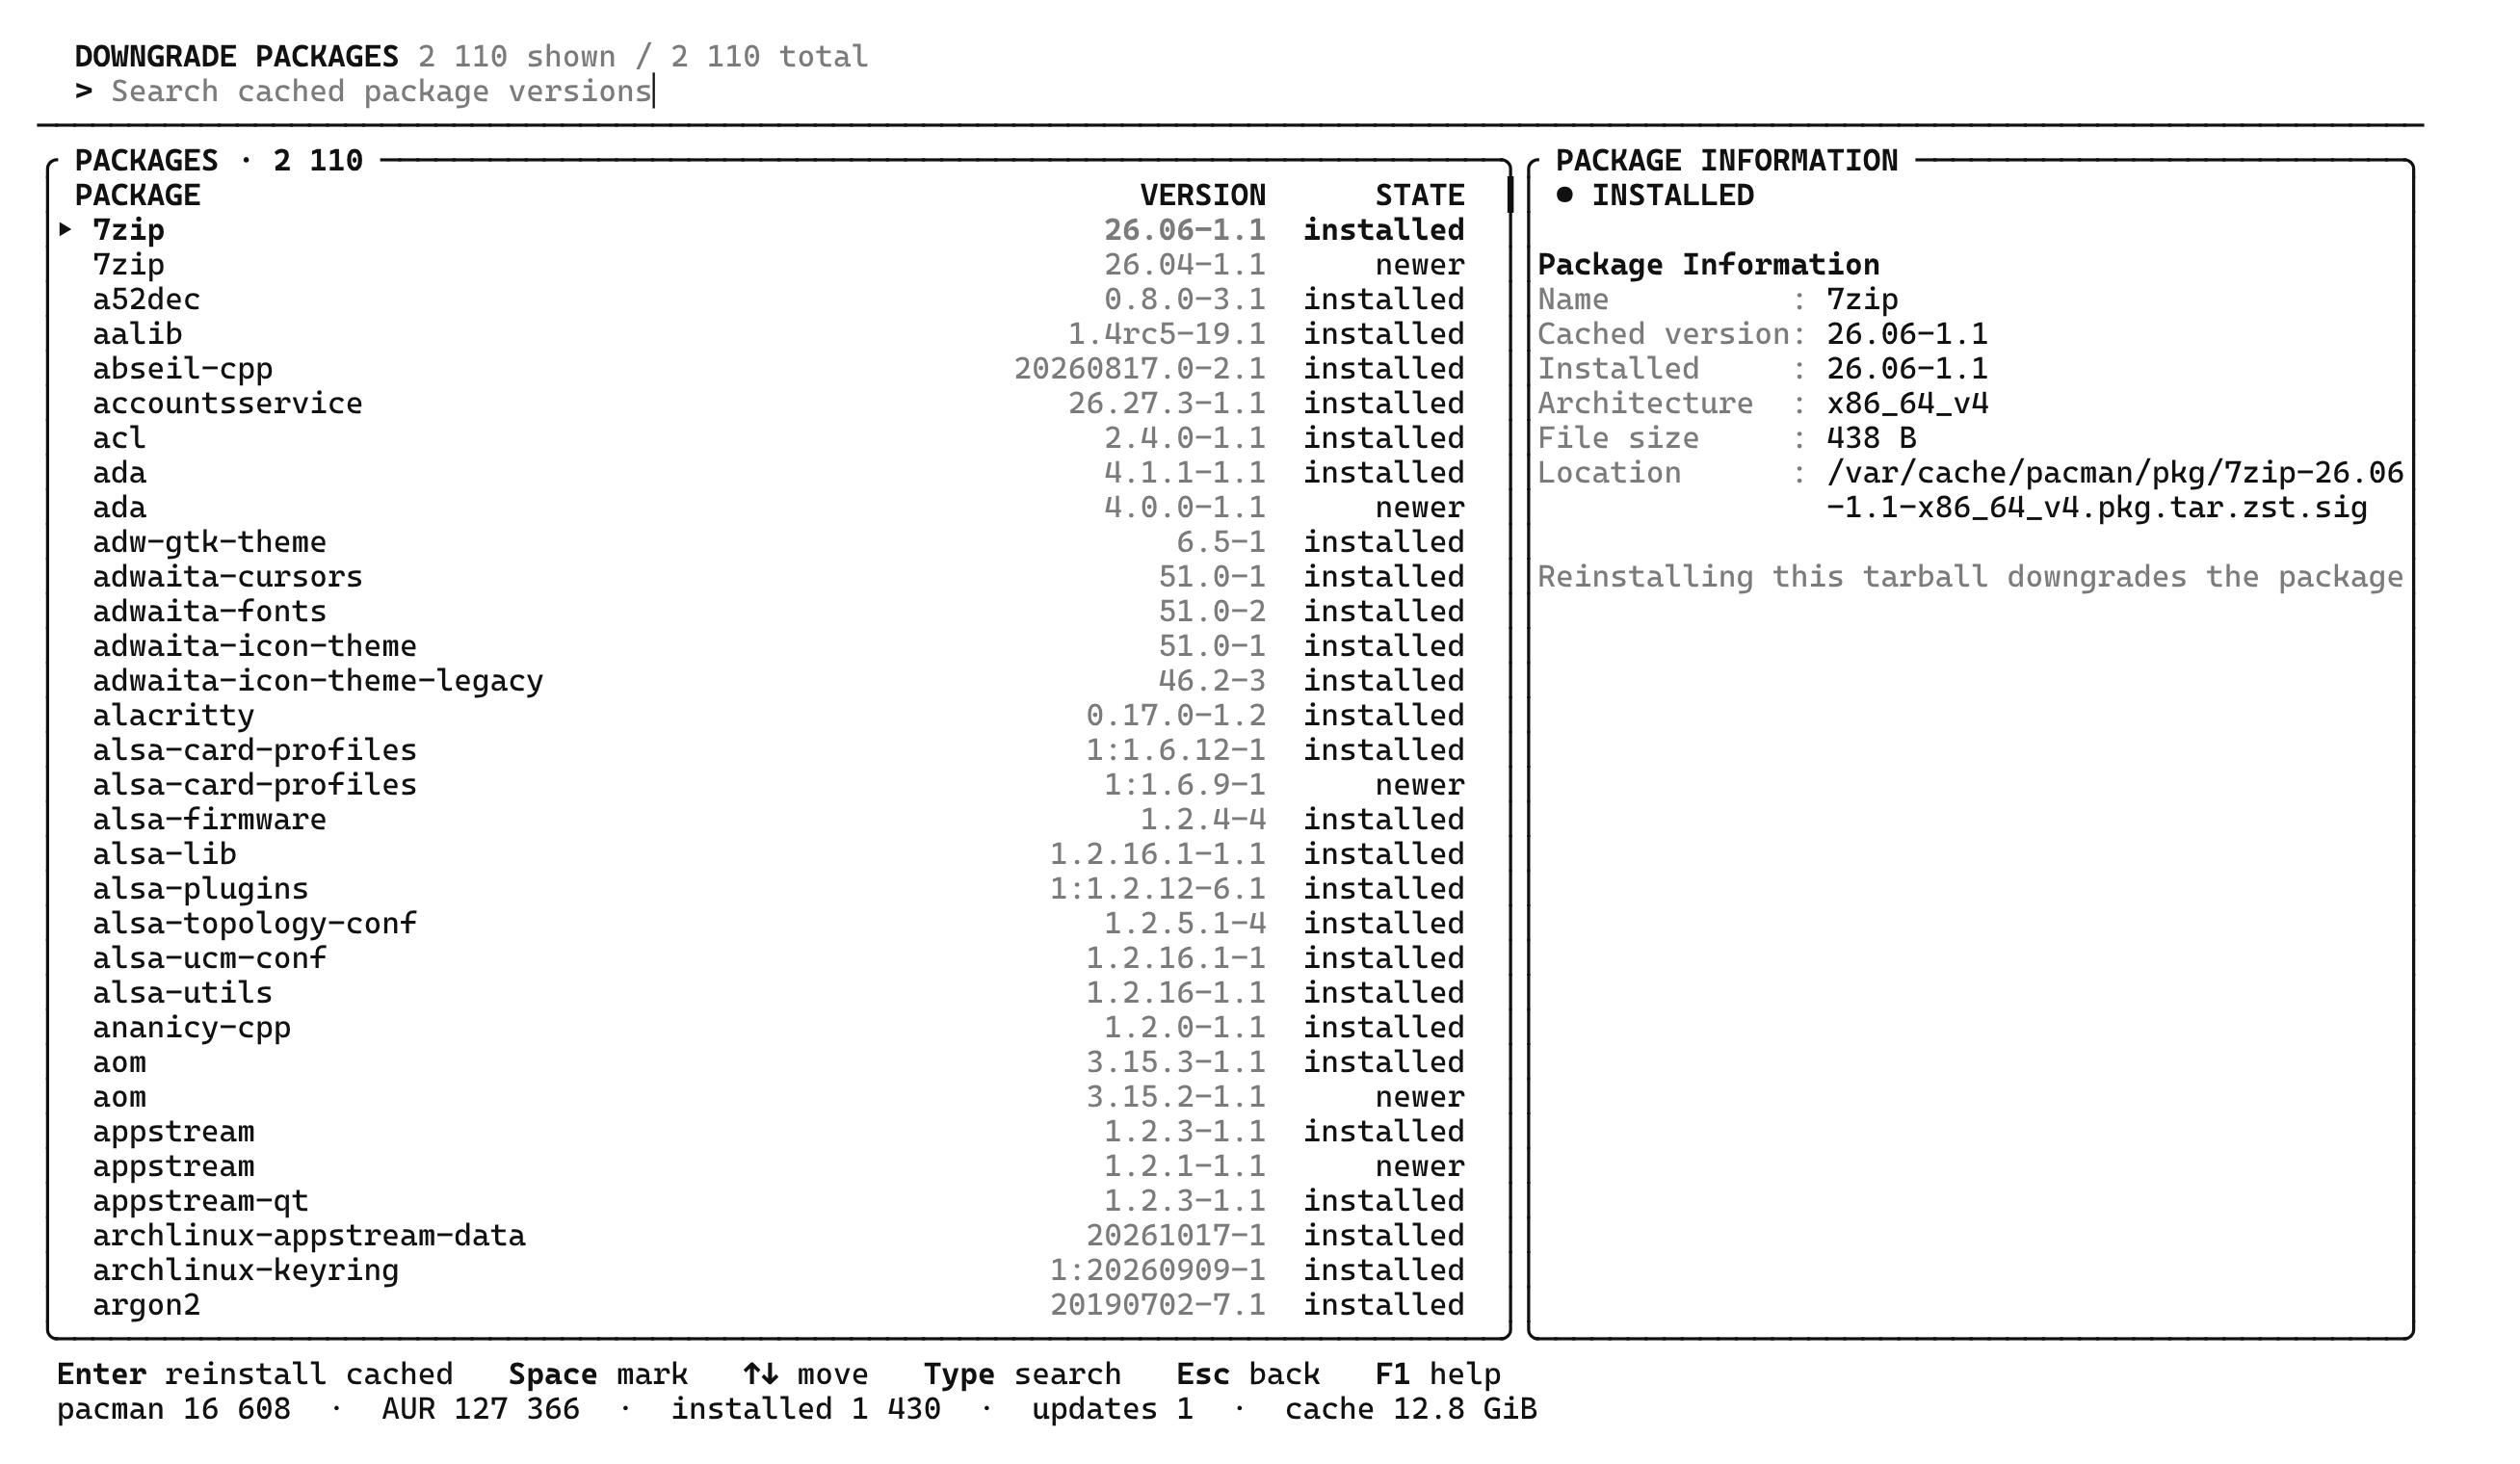 DOWNGRADE PACKAGES 2 110 shown / 2 110 total
> Search cached package versions
PACKAGES · 2 110
PACKAGE VERSION STATE
▸ 7zip 26.06-1.1 installed
7zip 26.04-1.1 newer
a52dec 0.8.0-3.1 installed
aalib 1.4rc5-19.1 installed
abseil-cpp 20260817.0-2.1 installed
accountsservice 26.27.3-1.1 installed
acl 2.4.0-1.1 installed
ada 4.1.1-1.1 installed
ada 4.0.0-1.1 newer
adw-gtk-theme 6.5-1 installed
adwaita-cursors 51.0-1 installed
adwaita-fonts 51.0-2 installed
adwaita-icon-theme 51.0-1 installed
adwaita-icon-theme-legacy 46.2-3 installed
alacritty 0.17.0-1.2 installed
alsa-card-profiles 1:1.6.12-1 installed
alsa-card-profiles 1:1.6.9-1 newer
alsa-firmware 1.2.4-4 installed
alsa-lib 1.2.16.1-1.1 installed
alsa-plugins 1:1.2.12-6.1 installed
alsa-topology-conf 1.2.5.1-4 installed
alsa-ucm-conf 1.2.16.1-1 installed
alsa-utils 1.2.16-1.1 installed
ananicy-cpp 1.2.0-1.1 installed
aom 3.15.3-1.1 installed
aom 3.15.2-1.1 newer
appstream 1.2.3-1.1 installed
appstream 1.2.1-1.1 newer
appstream-qt 1.2.3-1.1 installed
archlinux-appstream-data 20261017-1 installed
archlinux-keyring 1:20260909-1 installed
argon2 20190702-7.1 installed
PACKAGE INFORMATION
● INSTALLED
Package Information
Name : 7zip
Cached version: 26.06-1.1
Installed : 26.06-1.1
Architecture : x86_64_v4
File size : 438 B
Location : /var/cache/pacman/pkg/7zip-26.06
-1.1-x86_64_v4.pkg.tar.zst.sig
Reinstalling this tarball downgrades the package
Enter reinstall cached Space mark ↑↓ move Type search Esc back F1 help
pacman 16 608 · AUR 127 366 · installed 1 430 · updates 1 · cache 12.8 GiB